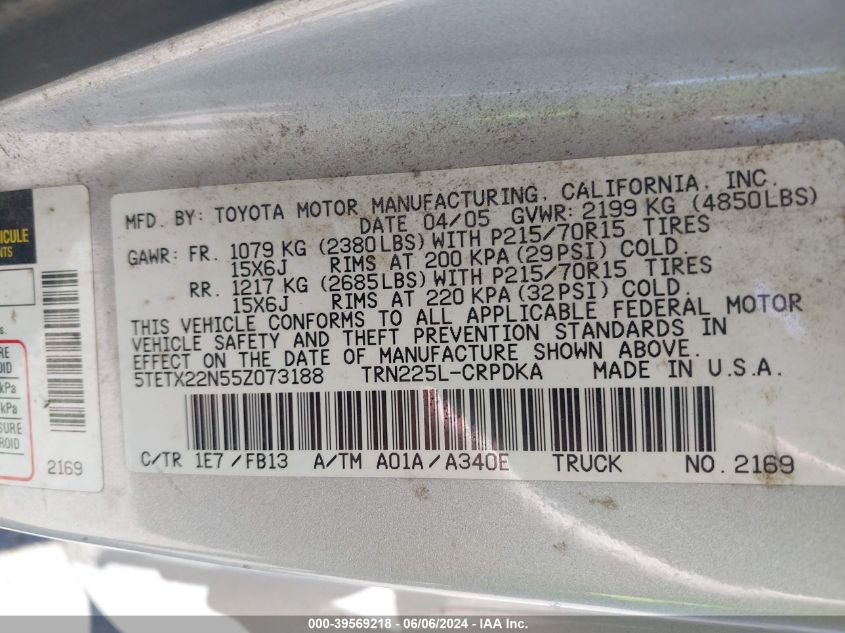 VEHICULE
MFD. BY: TOYOTA MOTOR MANUFACTURING, CALIFORNIA, INC.
DATE 04/05 GVWR: 2199 KG (4850LBS)
GAWR: FR. 1079 KG (2380LBS) WITH P215/70R15 TIRES
15X6J RIMS AT 200 KPA (29PSI) COLD.
RR. 1217 KG (2685LBS) WITH P215/70R15 TIRES
15X6J RIMS AT 220 KPA (32PSI) COLD.
THIS VEHICLE CONFORMS TO ALL APPLICABLE FEDERAL MOTOR
VEHICLE SAFETY AND THEFT PREVENTION STANDARDS IN
EFFECT ON THE DATE OF MANUFACTURE SHOWN ABOVE.
5TETX22N55Z073188 TRN225L-CRPDKA MADE IN U.S.A.
C/TR 1E7/FB13 A/TM A01A/A340E TRUCK NO. 2169
kPa
kPa
2169
000-39569218 - 06/06/2024 - IAA Inc.